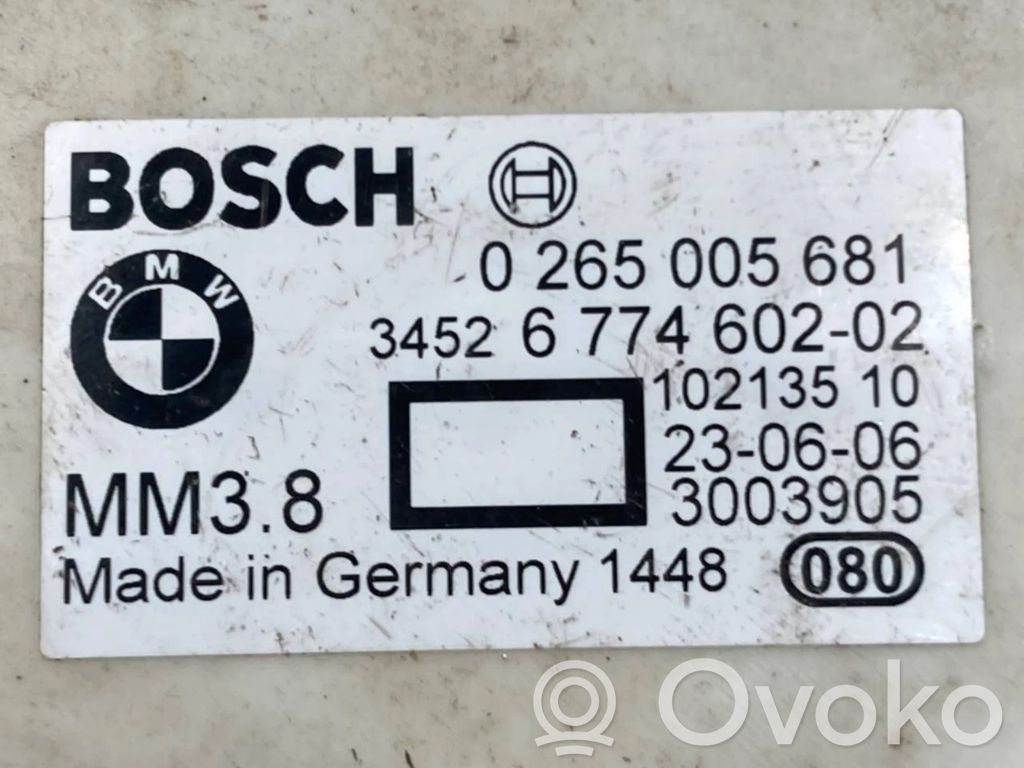 BOSCH
BMW
0 265 005 681
3452 6 774 602-02
102135 10
23-06-06
3003905
MM3.8
Made in Germany 1448 080
Ovoko